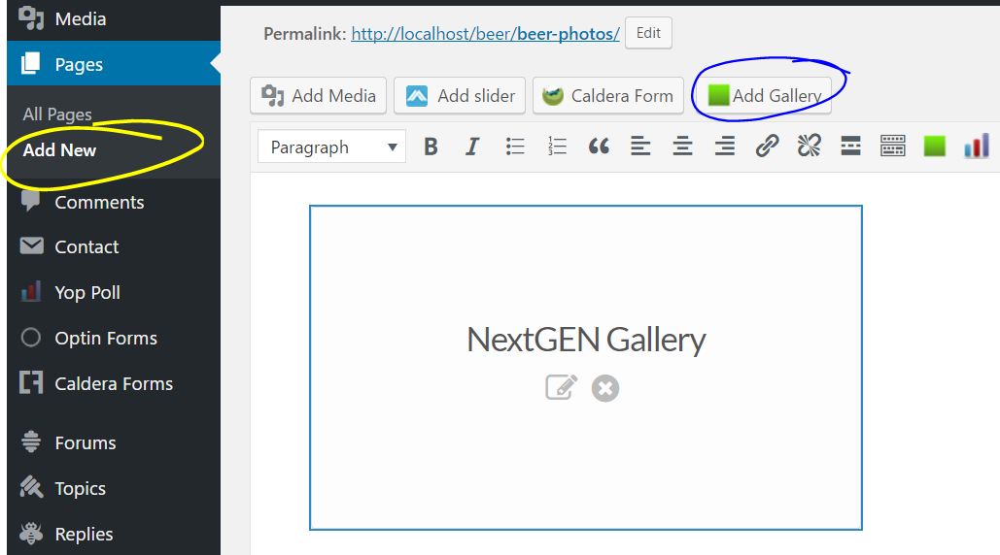 Media
Pages
All Pages
Add New
Comments
Contact
Yop Poll
Optin Forms
Caldera Forms
Forums
Topics
Replies
Permalink: http://localhost/beer/beer-photos/ Edit
Add Media Add slider Caldera Form Add Gallery
Paragraph
NextGEN Gallery